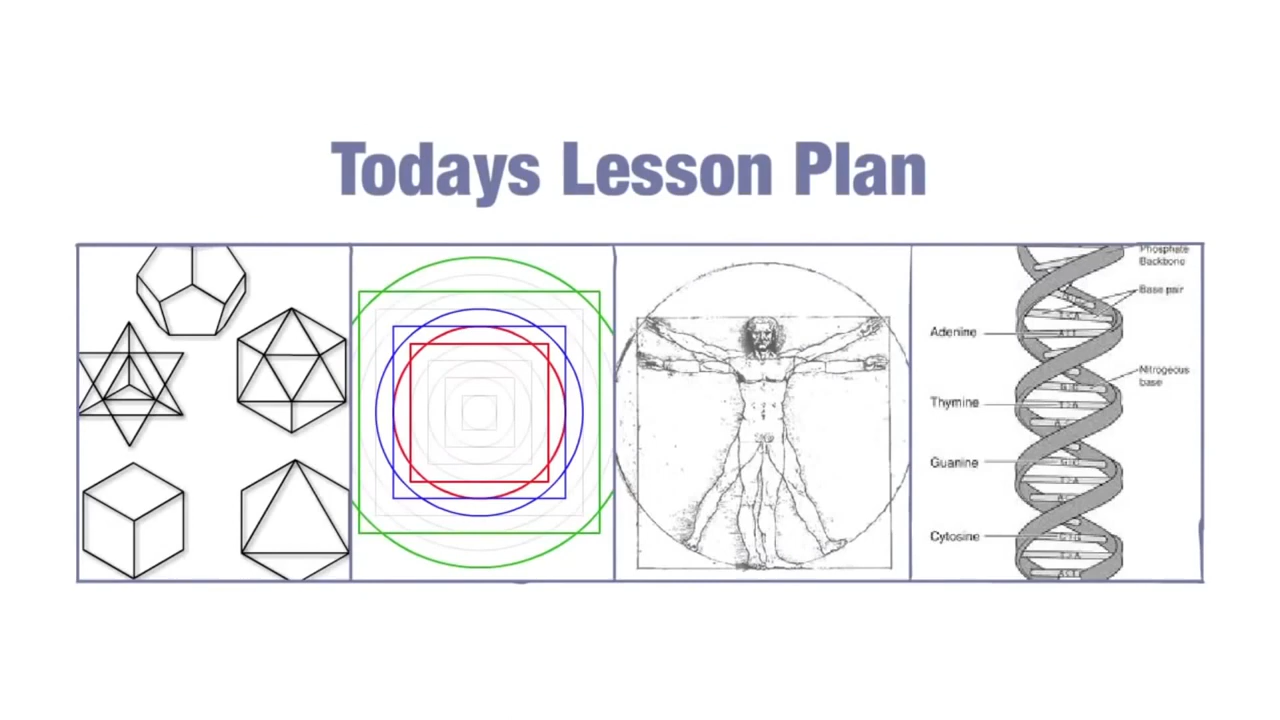 Todays Lesson Plan
Phosphate
Backbone
Base pair
Adenine
Nitrogeous
base
Thymine
Guanine
Cytosine